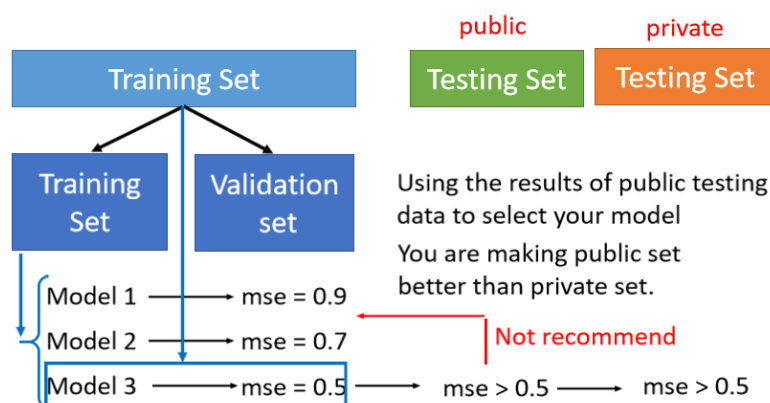 public
private
Training Set
Testing Set
Testing Set
Training
Set
Validation
set
Using the results of public testing
data to select your model
You are making public set
better than private set.
Model 1
mse = 0.9
Model 2
mse = 0.7
Not recommend
Model 3
mse = 0.5
mse > 0.5
mse > 0.5